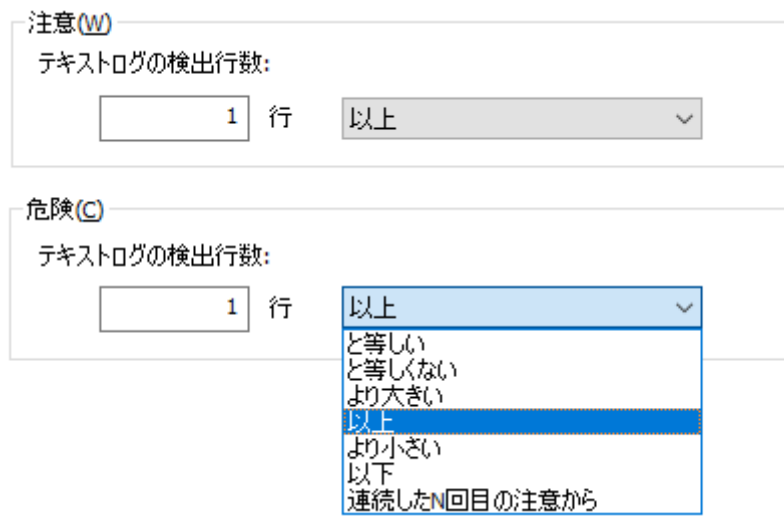 注意(W)
テキストログの検出行数:
1 行 以上
危険(C)
テキストログの検出行数:
1 行 以上
と等しい
と等しくない
より大きい
以上
より小さい
以下
連続したN回目の注意から